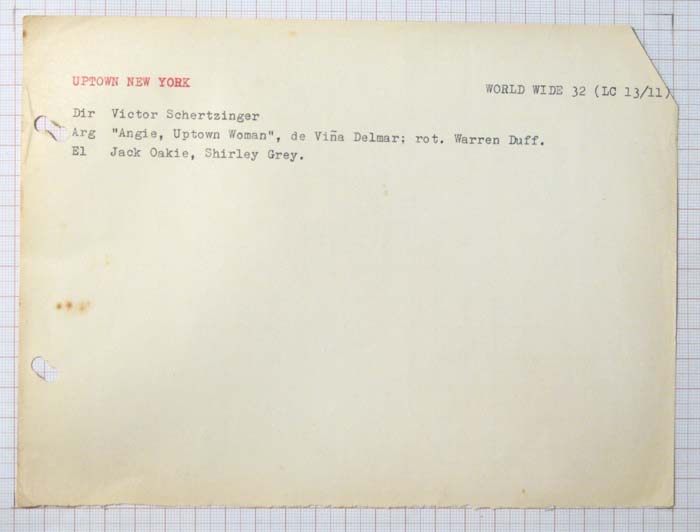 UPTOWN NEW YORK
WORLD WIDE 32 (LC 13/11)
Dir Victor Schertzinger
Arg "Angie, Uptown Woman", de Viña Delmar; rot. Warren Duff.
El Jack Oakie, Shirley Grey.